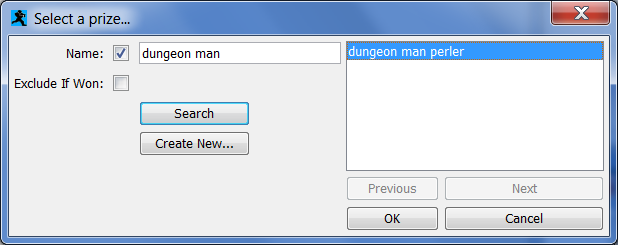 Select a prize...
Name: dungeon man
Exclude If Won:
Search
Create New...
dungeon man perler
Previous Next
OK Cancel